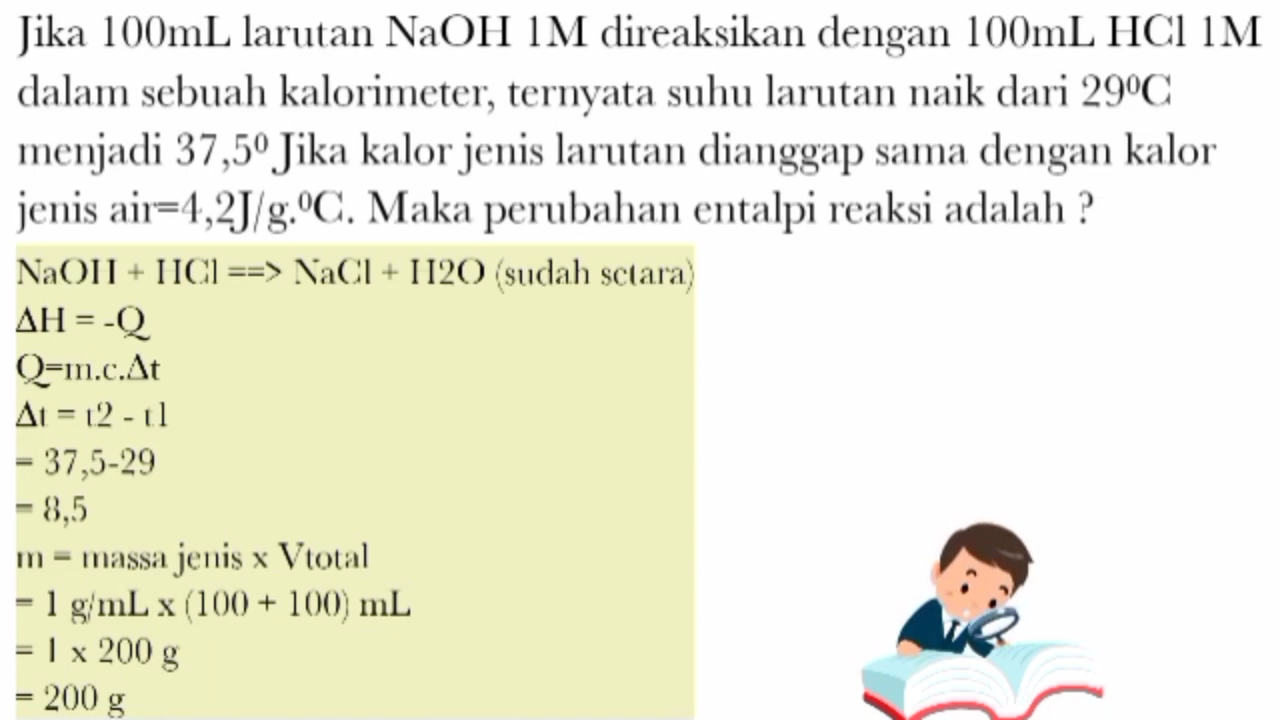 Jika 100mL larutan NaOH 1M direaksikan dengan 100mL HCl 1M
dalam sebuah kalorimeter, ternyata suhu larutan naik dari 29⁰C
menjadi 37,5⁰ Jika kalor jenis larutan dianggap sama dengan kalor
jenis air=4,2J/g.⁰C. Maka perubahan entalpi reaksi adalah ?
NaOH + HCl ==> NaCl + H2O (sudah setara)
ΔH = -Q
Q=m.c.Δt
Δt = t2 - t1
= 37,5-29
= 8,5
m = massa jenis x Vtotal
= 1 g/mL x (100 + 100) mL
= 1 x 200 g
= 200 g